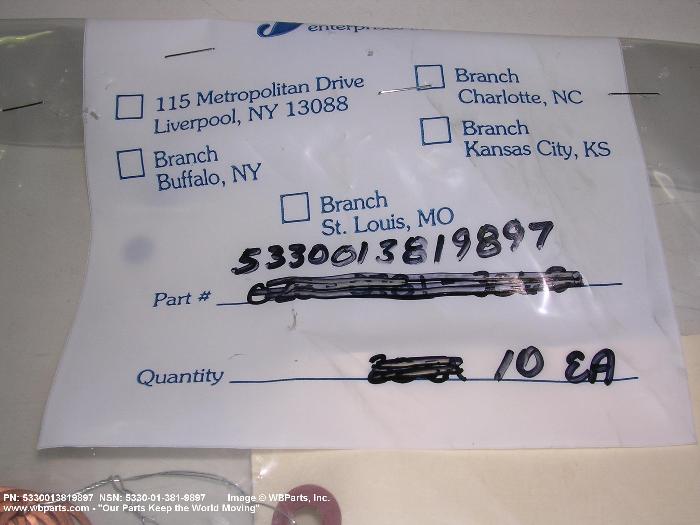 115 Metropolitan Drive
Liverpool, NY 13088
Branch
Charlotte, NC
Branch
Buffalo, NY
Branch
Kansas City, KS
Branch
St. Louis, MO
5330013819897
Part #
Quantity 10 EA
PN: 5330013819897 NSN: 5330-01-381-9897 Image © WBParts, Inc.
www.wbparts.com - "Our Parts Keep the World Moving"